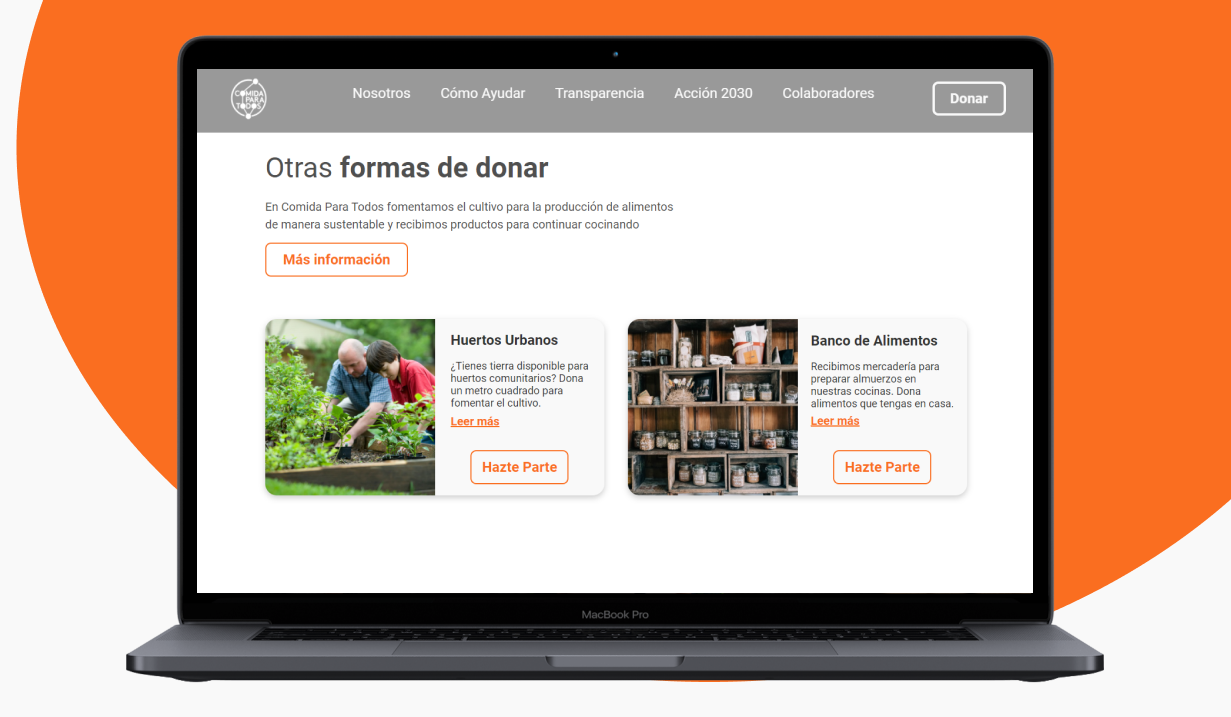 COMIDA
PARA
TODOS
Nosotros
Cómo Ayudar
Transparencia
Acción 2030
Colaboradores
Donar
Otras formas de donar
En Comida Para Todos fomentamos el cultivo para la producción de alimentos
de manera sustentable y recibimos productos para continuar cocinando
Más información
Huertos Urbanos
¿Tienes tierra disponible para
huertos comunitarios? Dona
un metro cuadrado para
fomentar el cultivo.
Leer más
Hazte Parte
Banco de Alimentos
Recibimos mercadería para
preparar almuerzos en
nuestras cocinas. Dona
alimentos que tengas en casa.
Leer más
Hazte Parte
MacBook Pro